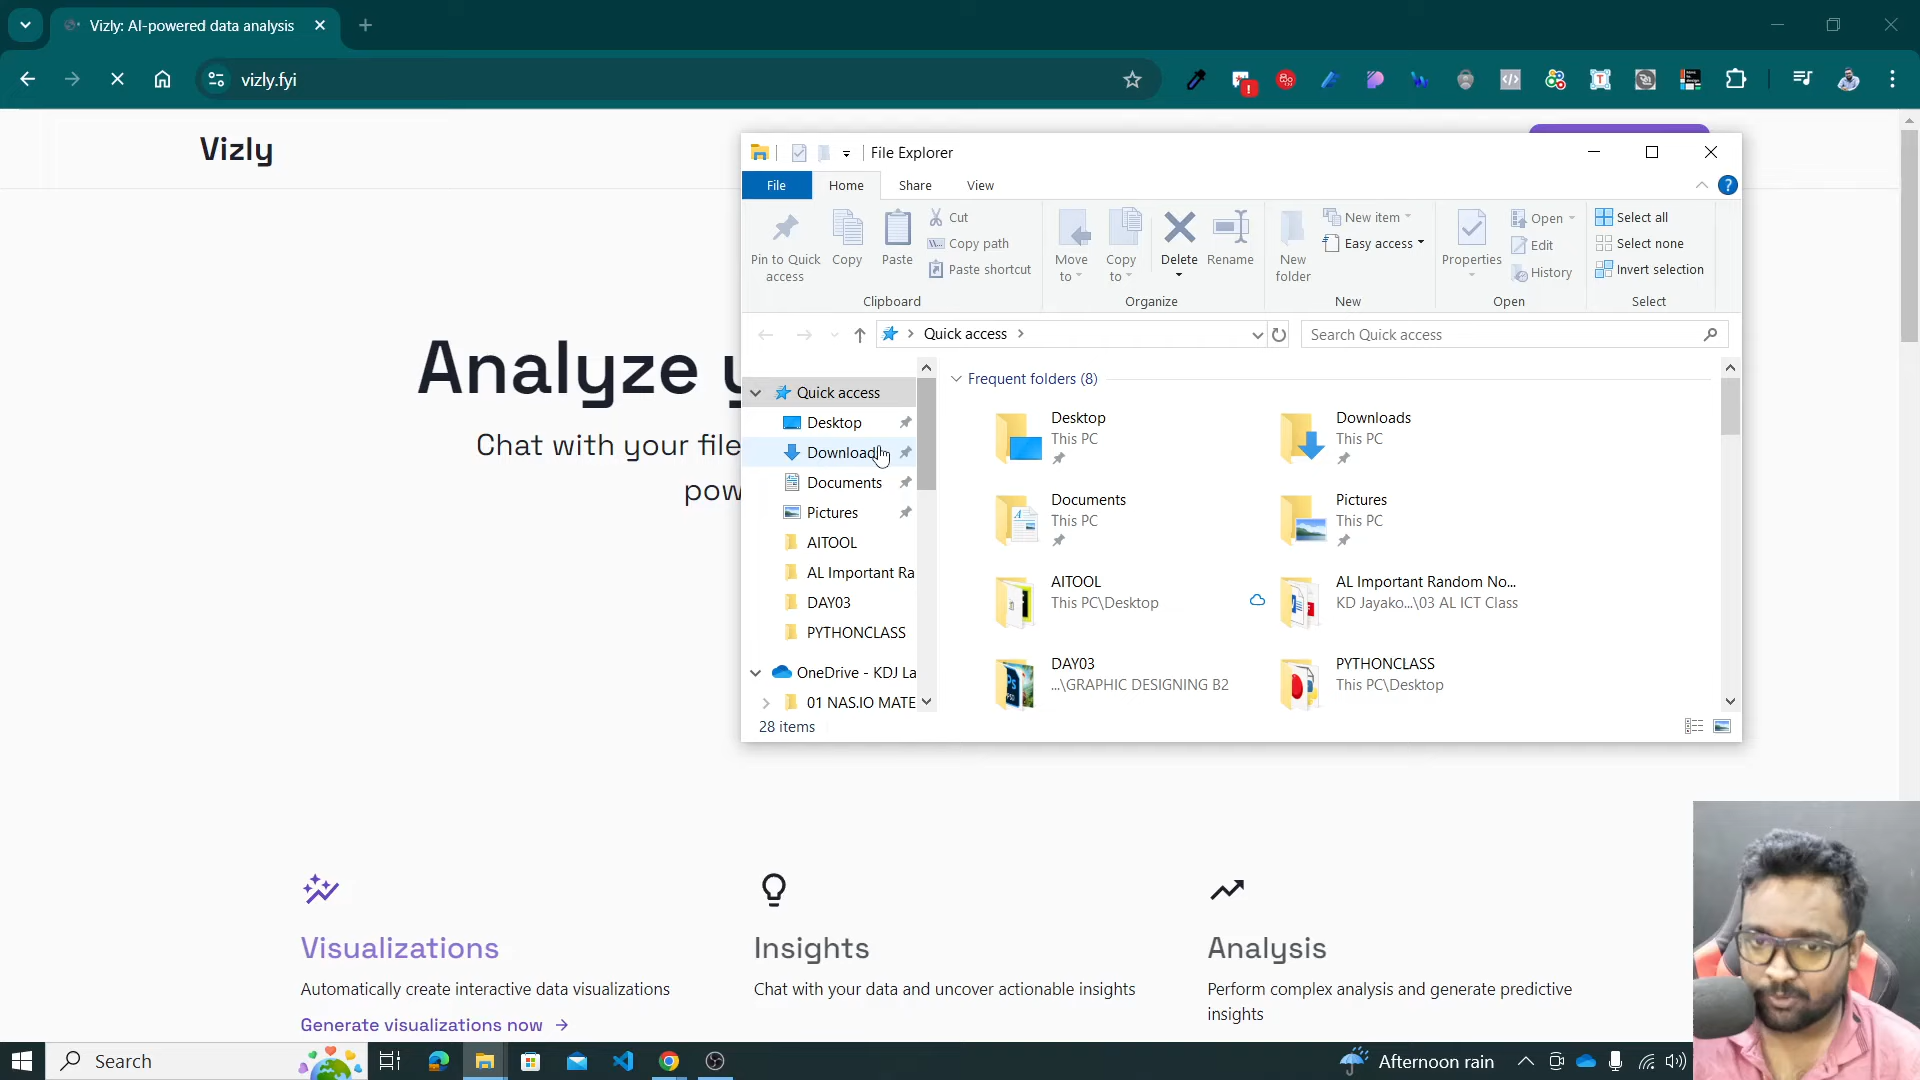 Vizly: AI-powered data analysis
vizly.fyi
Vizly
Analyze y
Chat with your file
pow
File Explorer
File
Home
Share
View
Pin to Quick access
Copy
Paste
Cut
Copy path
Paste shortcut
Clipboard
Move to
Copy to
Delete
Rename
Organize
New folder
New item
Easy access
New
Properties
Open
Edit
History
Open
Select all
Select none
Invert selection
Select
Quick access
Search Quick access
Quick access
Desktop
Download
Documents
Pictures
AITOOL
AL Important Ra
DAY03
PYTHONCLASS
OneDrive - KDJ La
01 NAS.IO MATE
Frequent folders (8)
Desktop
This PC
Downloads
This PC
Documents
This PC
Pictures
This PC
AITOOL
This PC\Desktop
AL Important Random No...
KD Jayako...\03 AL ICT Class
DAY03
...\GRAPHIC DESIGNING B2
PYTHONCLASS
This PC\Desktop
28 items
Visualizations
Automatically create interactive data visualizations
Generate visualizations now
Insights
Chat with your data and uncover actionable insights
Analysis
Perform complex analysis and generate predictive
insights
Search
Afternoon rain